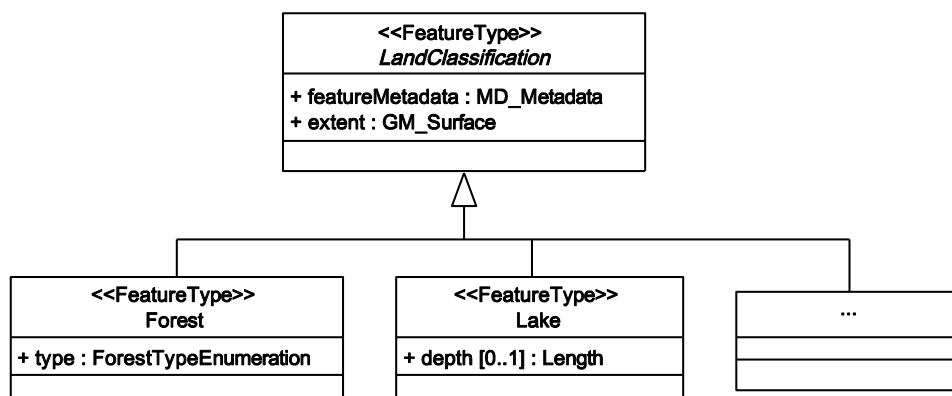 <<FeatureType>>
LandClassification
+ featureMetadata : MD_Metadata
+ extent : GM_Surface
<<FeatureType>>
Forest
+ type : ForestTypeEnumeration
<<FeatureType>>
Lake
+ depth [0..1] : Length
...